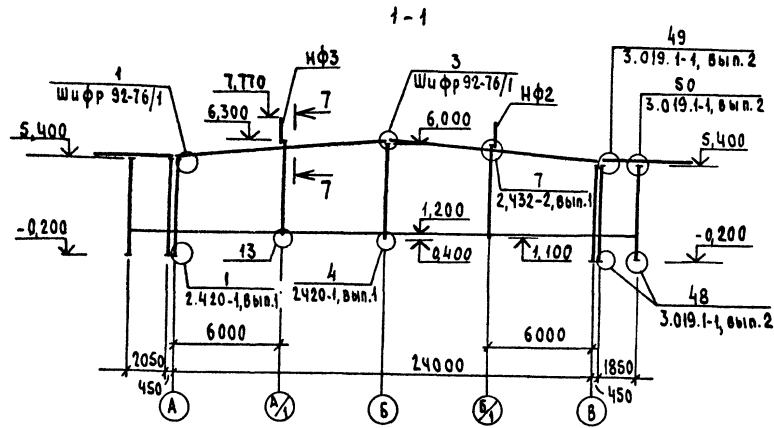 1-1
49
3.019.1-1, вып.2
50
3.019.1-1, вып.2
НФ3
3
Шифр 92-76/1
1
Шифр 92-76/1
7,770
6,300
7
7
НФ2
6,000
5,400
5,400
7
2,432-2, вып.1
1,200
0,400
1,100
-0,200
-0,200
13
1
2.420-1, вып.1
4
2420-1, вып.1
48
3.019.1-1, вып.2
6000
6000
2050
24000
1850
450
450
А
А/1
Б
Б/1
В